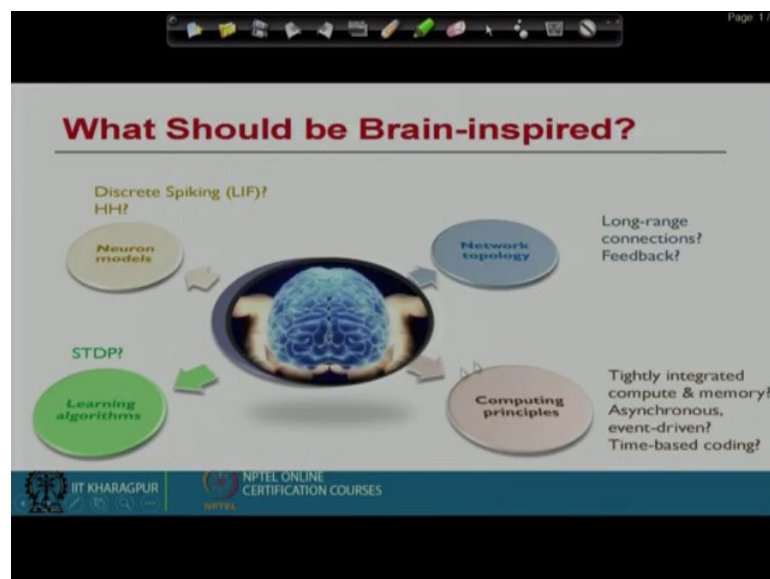 Page: 1 /
What Should be Brain-inspired?
Discrete Spiking (LIF)?
HH?
Neuron
models
Network
topology
Long-range
connections?
Feedback?
STDP?
Learning
algorithms
Computing
principles
Tightly integrated
compute & memory?
Asynchronous,
event-driven?
Time-based coding?
IIT KHARAGPUR
NPTEL ONLINE
CERTIFICATION COURSES
NPTEL